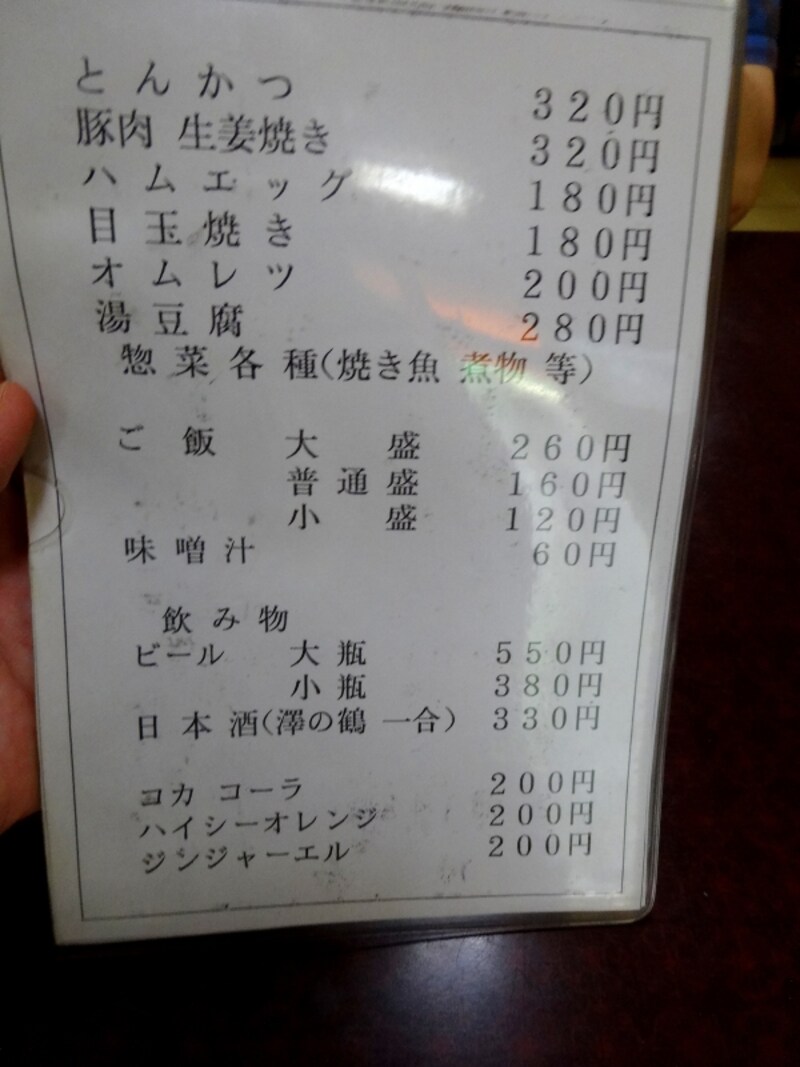 とんかつ 320円
豚肉 生姜焼き 320円
ハムエッグ 180円
目玉焼き 180円
オムレツ 200円
湯豆腐 280円
惣菜各種(焼き魚 煮物 等)
ご飯 大盛 260円
普通盛 160円
小盛 120円
味噌汁 60円
飲み物
ビール 大瓶 550円
小瓶 380円
日本酒(澤の鶴 一合) 330円
コカ コーラ 200円
ハイシーオレンジ 200円
ジンジャーエル 200円